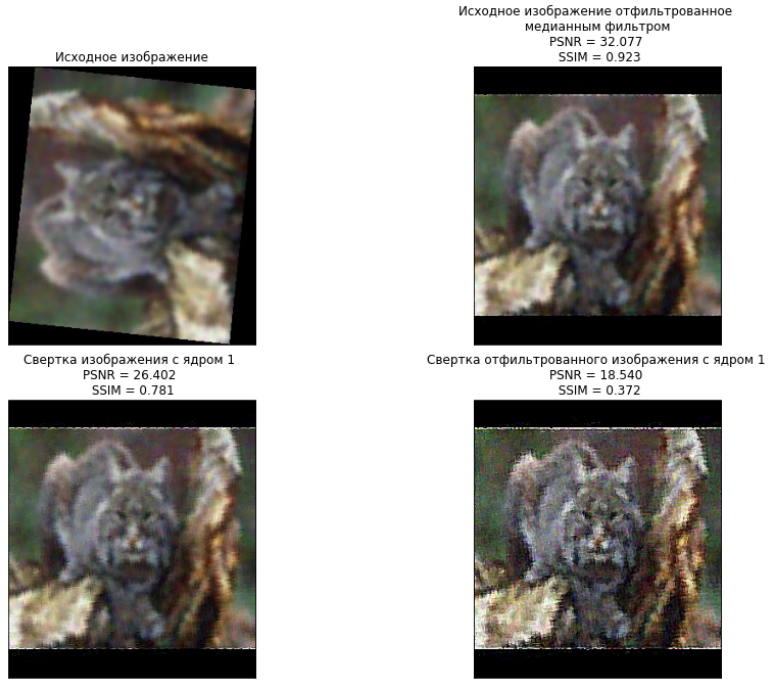 Исходное изображение
Исходное изображение отфильтрованное
медианным фильтром
PSNR = 32.077
SSIM = 0.923
Свертка изображения с ядром 1
PSNR = 26.402
SSIM = 0.781
Свертка отфильтрованного изображения с ядром 1
PSNR = 18.540
SSIM = 0.372